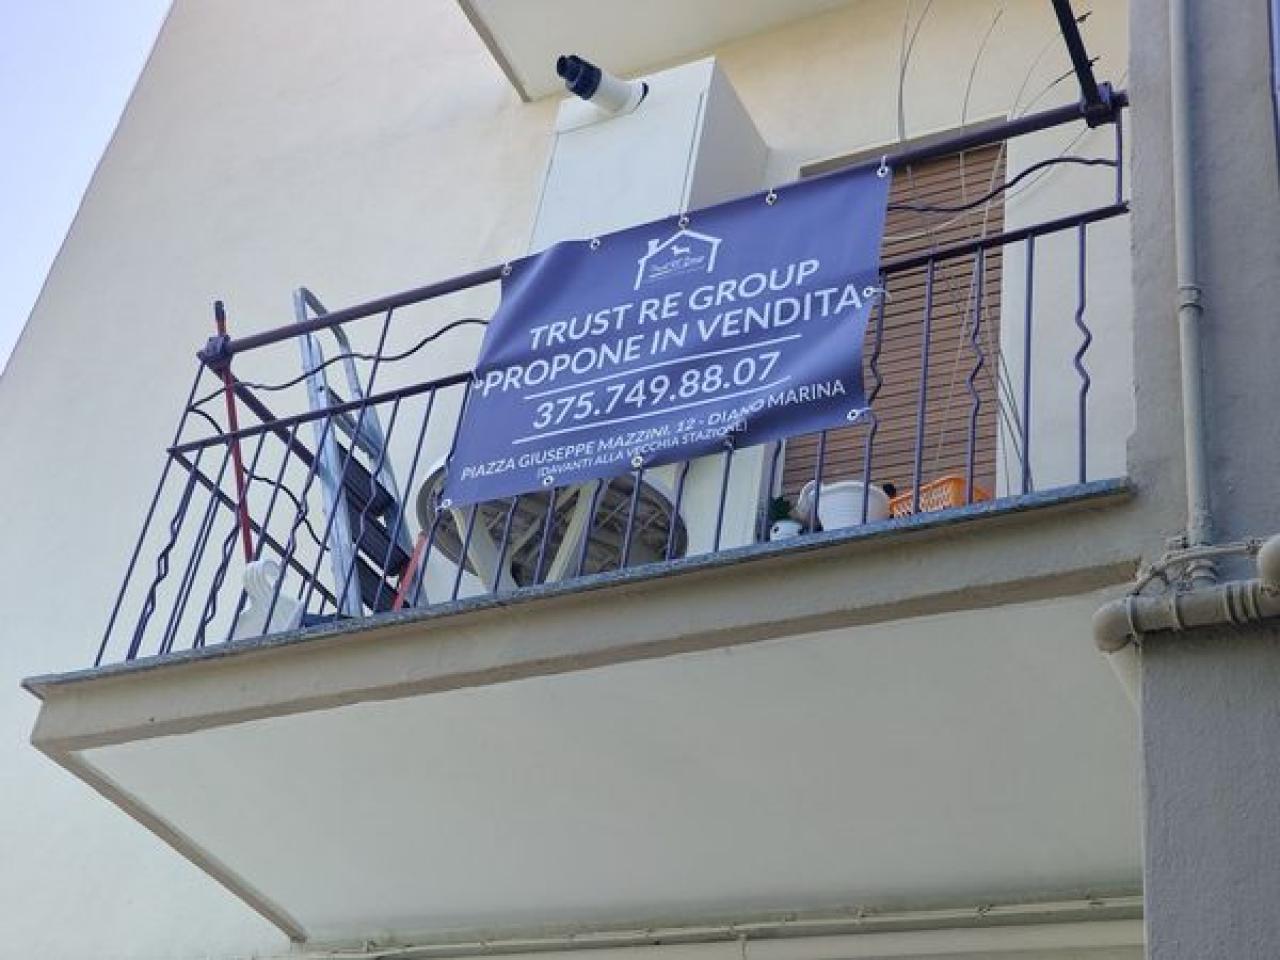 TRUST RE GROUP
PROPONE IN VENDITA
375.749.88.07
PIAZZA GIUSEPPE MAZZINI, 12 - DIANO MARINA
(DAVANTI ALLA VECCHIA STAZIONE)